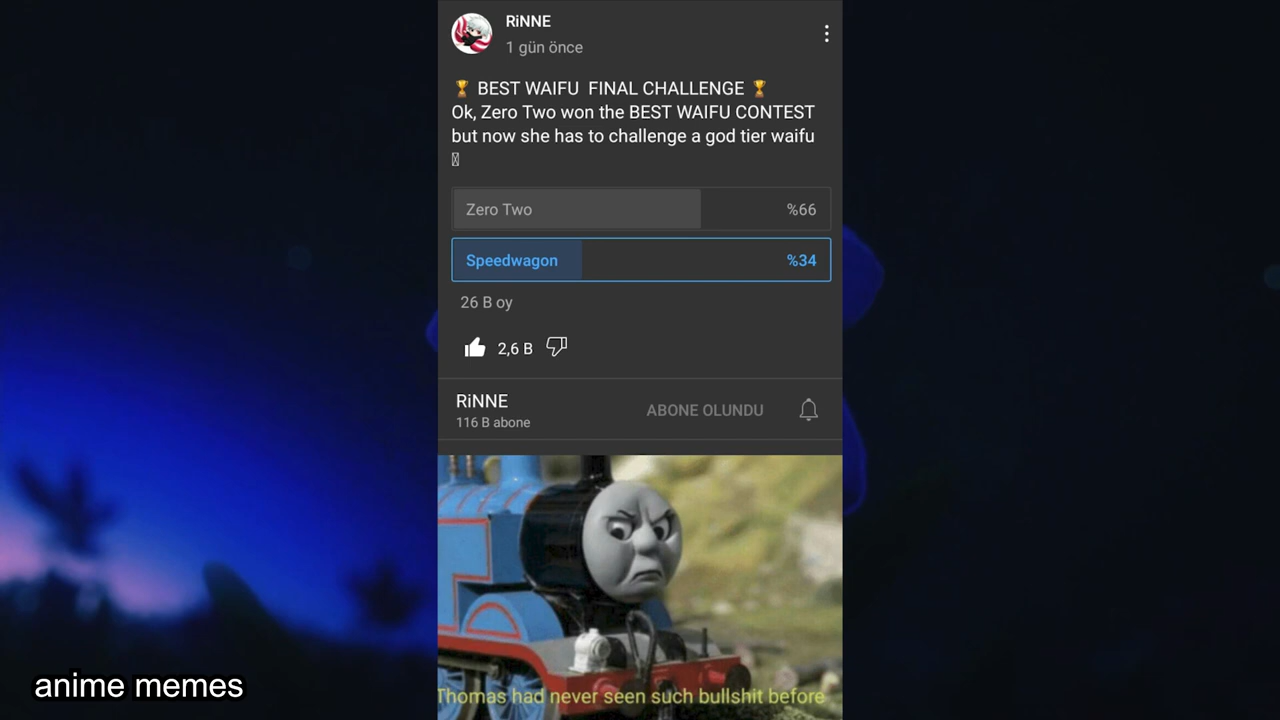 RiNNE
1 gün önce
🏆 BEST WAIFU FINAL CHALLENGE 🏆
Ok, Zero Two won the BEST WAIFU CONTEST
but now she has to challenge a god tier waifu
Zero Two %66
Speedwagon %34
26 B oy
2,6 B
RiNNE
116 B abone
ABONE OLUNDU
Thomas had never seen such bullshit before
anime memes